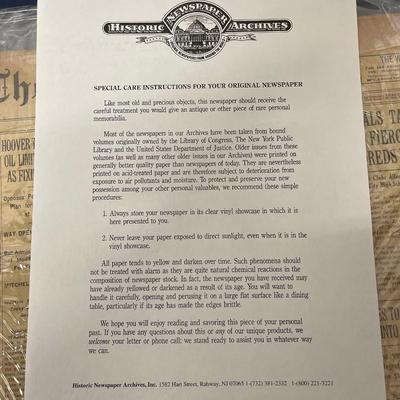 NEWSPAPER
HISTORIC ARCHIVES
SPECIAL CARE INSTRUCTIONS FOR YOUR ORIGINAL NEWSPAPER
Like most old and precious objects, this newspaper should receive the
careful treatment you would give an antique or other piece of rare personal
memorabilia.
Most of the newspapers in our Archives have been taken from bound
volumes originally owned by the Library of Congress, The New York Public
Library and the United States Department of Justice. Older issues from these
volumes (as well as many other older issues in our Archives) were printed on
generally better quality paper than newspapers of today. They are nevertheless
printed on acid-treated paper and are therefore subject to deterioration from
exposure to air pollutants and moisture. To protect and preserve your new
possession among your other personal valuables, we recommend these simple
procedures:
1. Always store your newspaper in its clear vinyl showcase in which it is
here presented to you.
2. Never leave your paper exposed to direct sunlight, even when it is in the
vinyl showcase.
All paper tends to yellow and darken over time. Such phenomena should
not be treated with alarm as they are quite natural chemical reactions in the
composition of newspaper stock. In fact, the newspaper you have received may
have already yellowed or darkened as a result of its age. You will want to
handle it carefully, opening and perusing it on a large flat surface like a dining
table, particularly if its age has made the edges brittle.
We hope you will enjoy reading and savoring this piece of your personal
past. If you have any questions about this or any of our unique products, we
welcome your letter or phone call: we stand ready to assist you in whatever way
we can.
Historic Newspaper Archives, Inc. 1582 Hart Street, Rahway, NJ 07065 1-(732) 381-2332 1-(800) 221-3221
Th
HOOVER
OIL LIMI
AS FIX
Plan
WAY OPEN
MITCHEL
THE W
ALS TA
FIERC
REDS